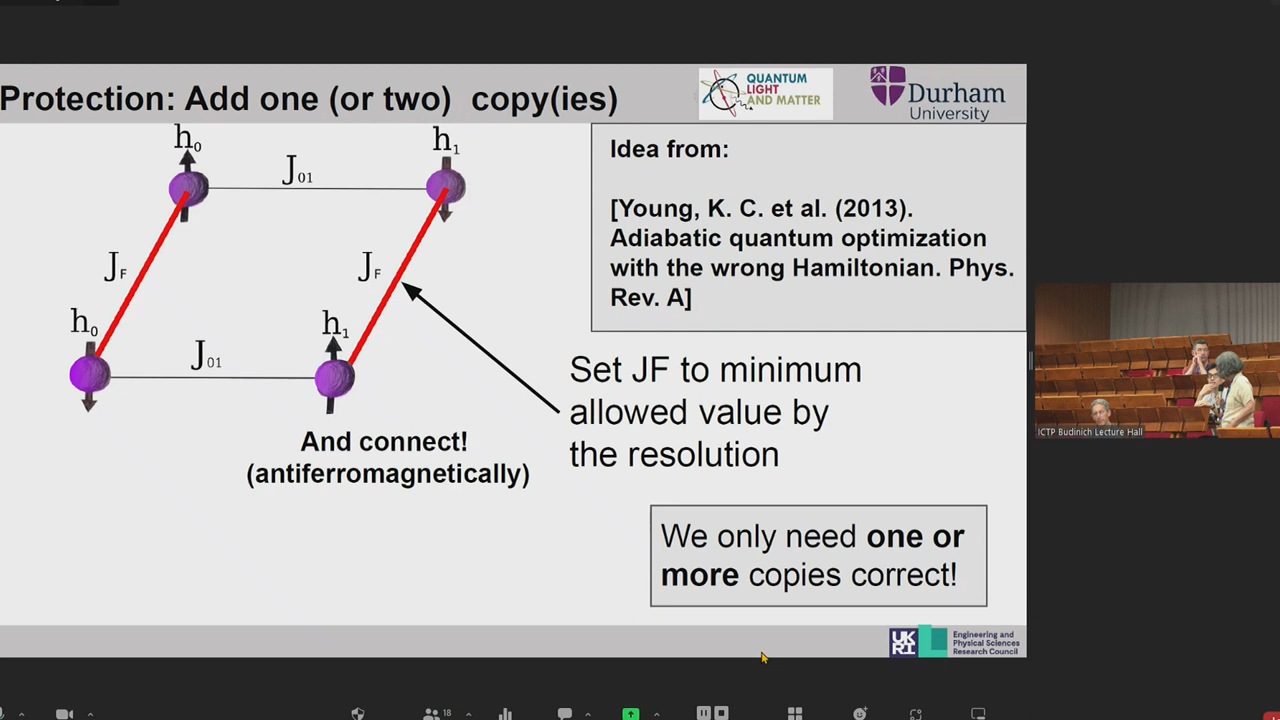 Protection: Add one (or two) copy(ies)
QUANTUM
LIGHT
AND MATTER
Durham
University
h0
h1
J01
JF
JF
h0
h1
J01
And connect!
(antiferromagnetically)
Idea from:
[Young, K. C. et al. (2013).
Adiabatic quantum optimization
with the wrong Hamiltonian. Phys.
Rev. A]
Set JF to minimum
allowed value by
the resolution
We only need one or
more copies correct!
UK
RI
Engineering and
Physical Sciences
Research Council
ICTP Budinich Lecture Hall
18